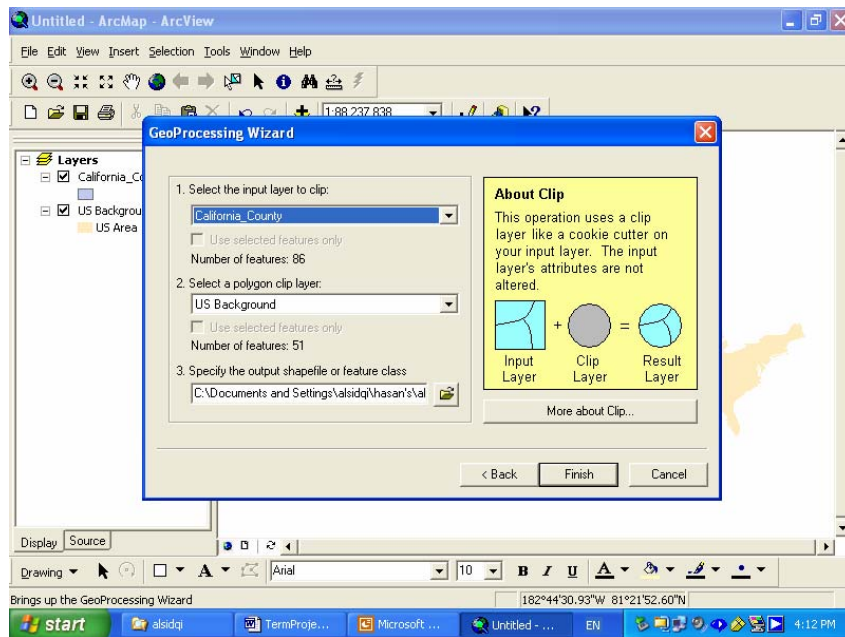 Untitled - ArcMap - ArcView
File Edit View Insert Selection Tools Window Help
1:88,237,838
GeoProcessing Wizard
Layers
California_Co
US Backgrou
US Area
1. Select the input layer to clip:
California_County
Use selected features only
Number of features: 86
2. Select a polygon clip layer:
US Background
Use selected features only
Number of features: 51
3. Specify the output shapefile or feature class
C:\Documents and Settings\alsidqi\hasan's\al
About Clip
This operation uses a clip
layer like a cookie cutter on
your input layer. The input
layer's attributes are not
altered.
+ =
Input Layer
Clip Layer
Result Layer
More about Clip...
< Back Finish Cancel
Display Source
Drawing A Arial 10 B I U A
Brings up the GeoProcessing Wizard
182°44'30.93"W 81°21'52.60"N
start alsidqi TermProje... Microsoft ... Untitled - ... EN 4:12 PM